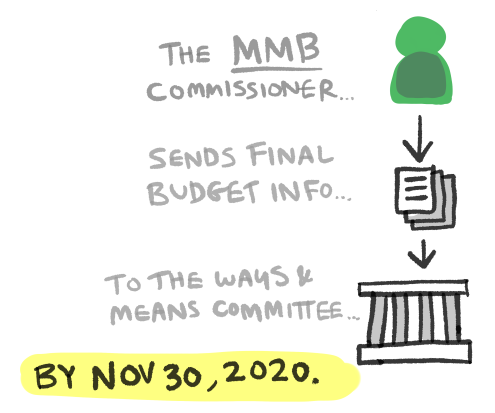 THE MMB
COMMISSIONER...
SENDS FINAL
BUDGET INFO...
TO THE WAYS &
MEANS COMMITTEE...
BY NOV 30, 2020.